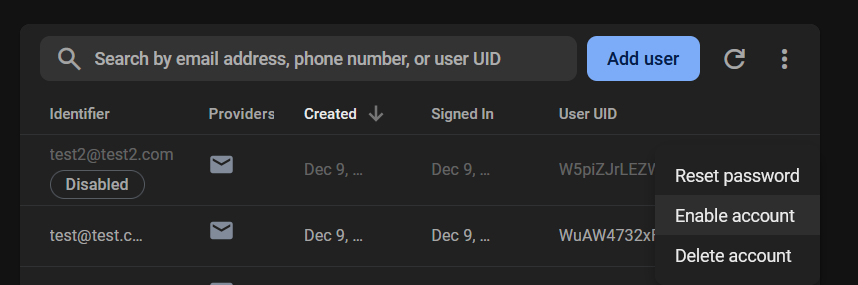 Search by email address, phone number, or user UID
Add user
Identifier Providers Created Signed In User UID
test2@test2.com Dec 9, ... Dec 9, ... W5piZJrLEZW
Disabled
test@test.c... Dec 9, ... Dec 9, ... WuAW4732xF
Reset password
Enable account
Delete account